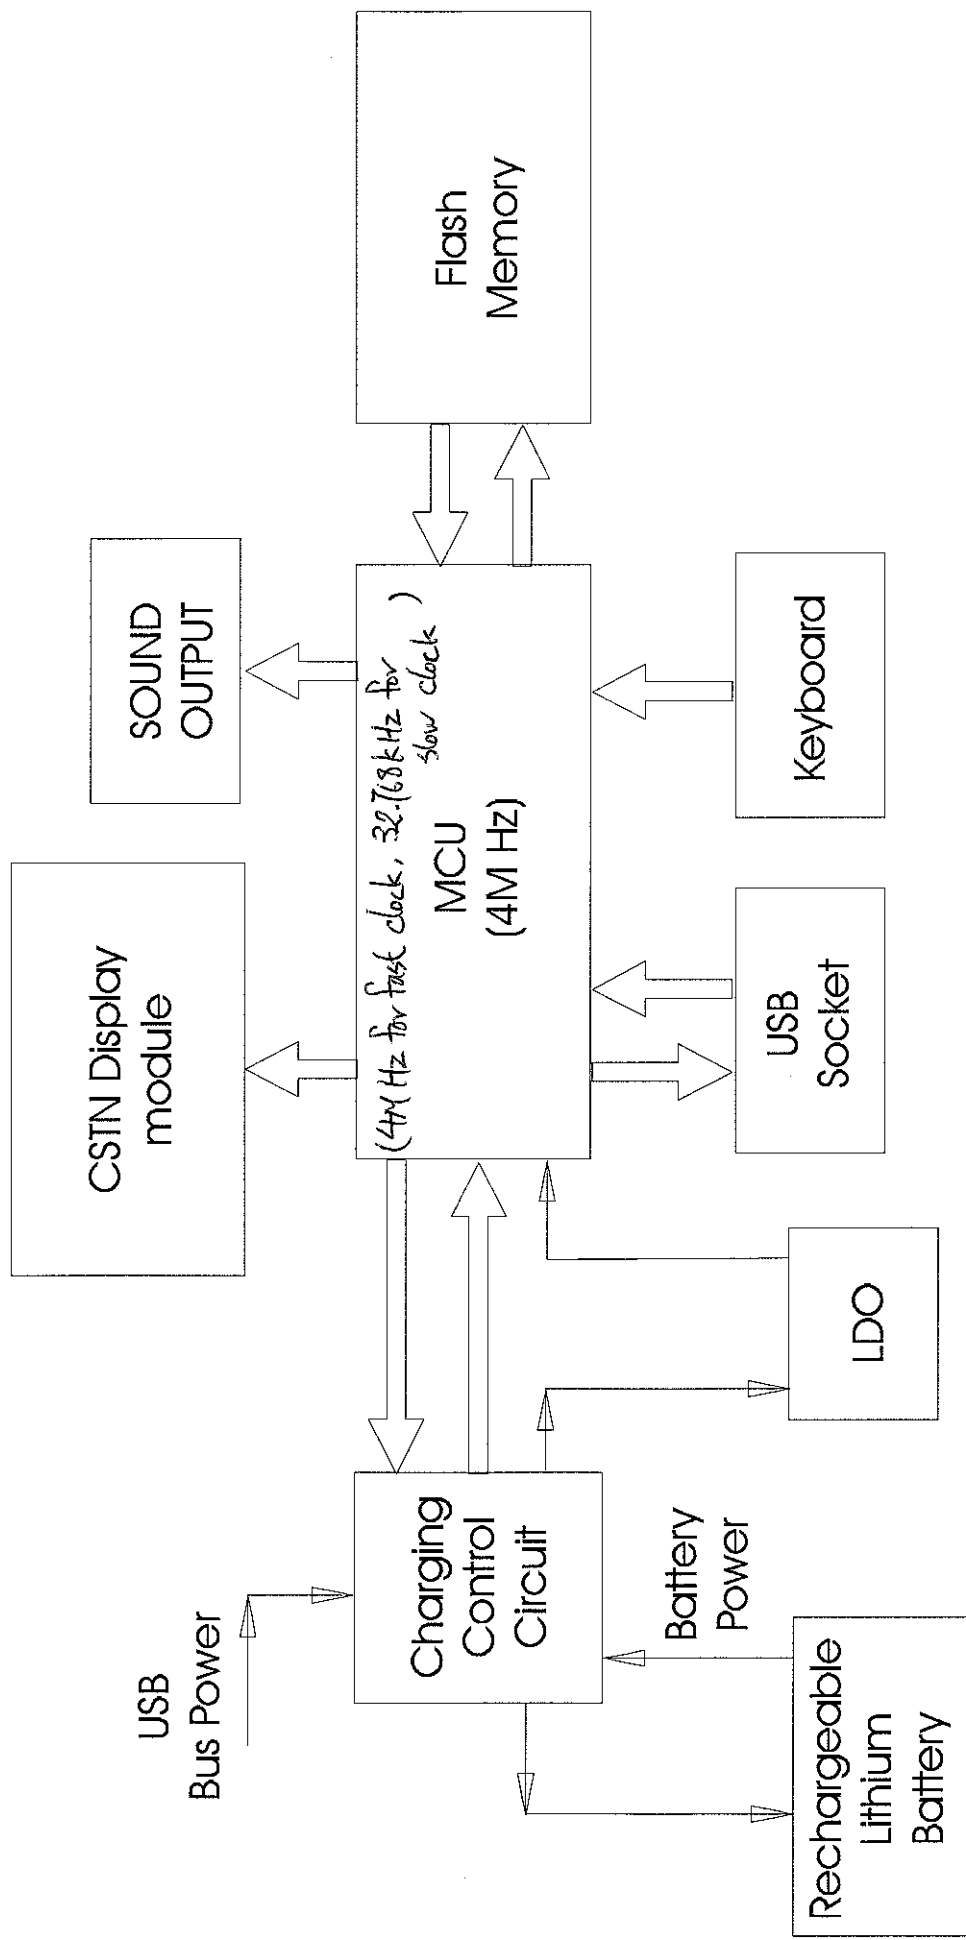 USB
Bus Power
Charging
Control
Circuit
Battery
Power
Rechargeable
Lithium
Battery
LDO
CSTN Display
module
SOUND
OUTPUT
(4M Hz for fast clock, 32.768kHz for
slow clock )
MCU
(4M Hz)
USB
Socket
Keyboard
Flash
Memory